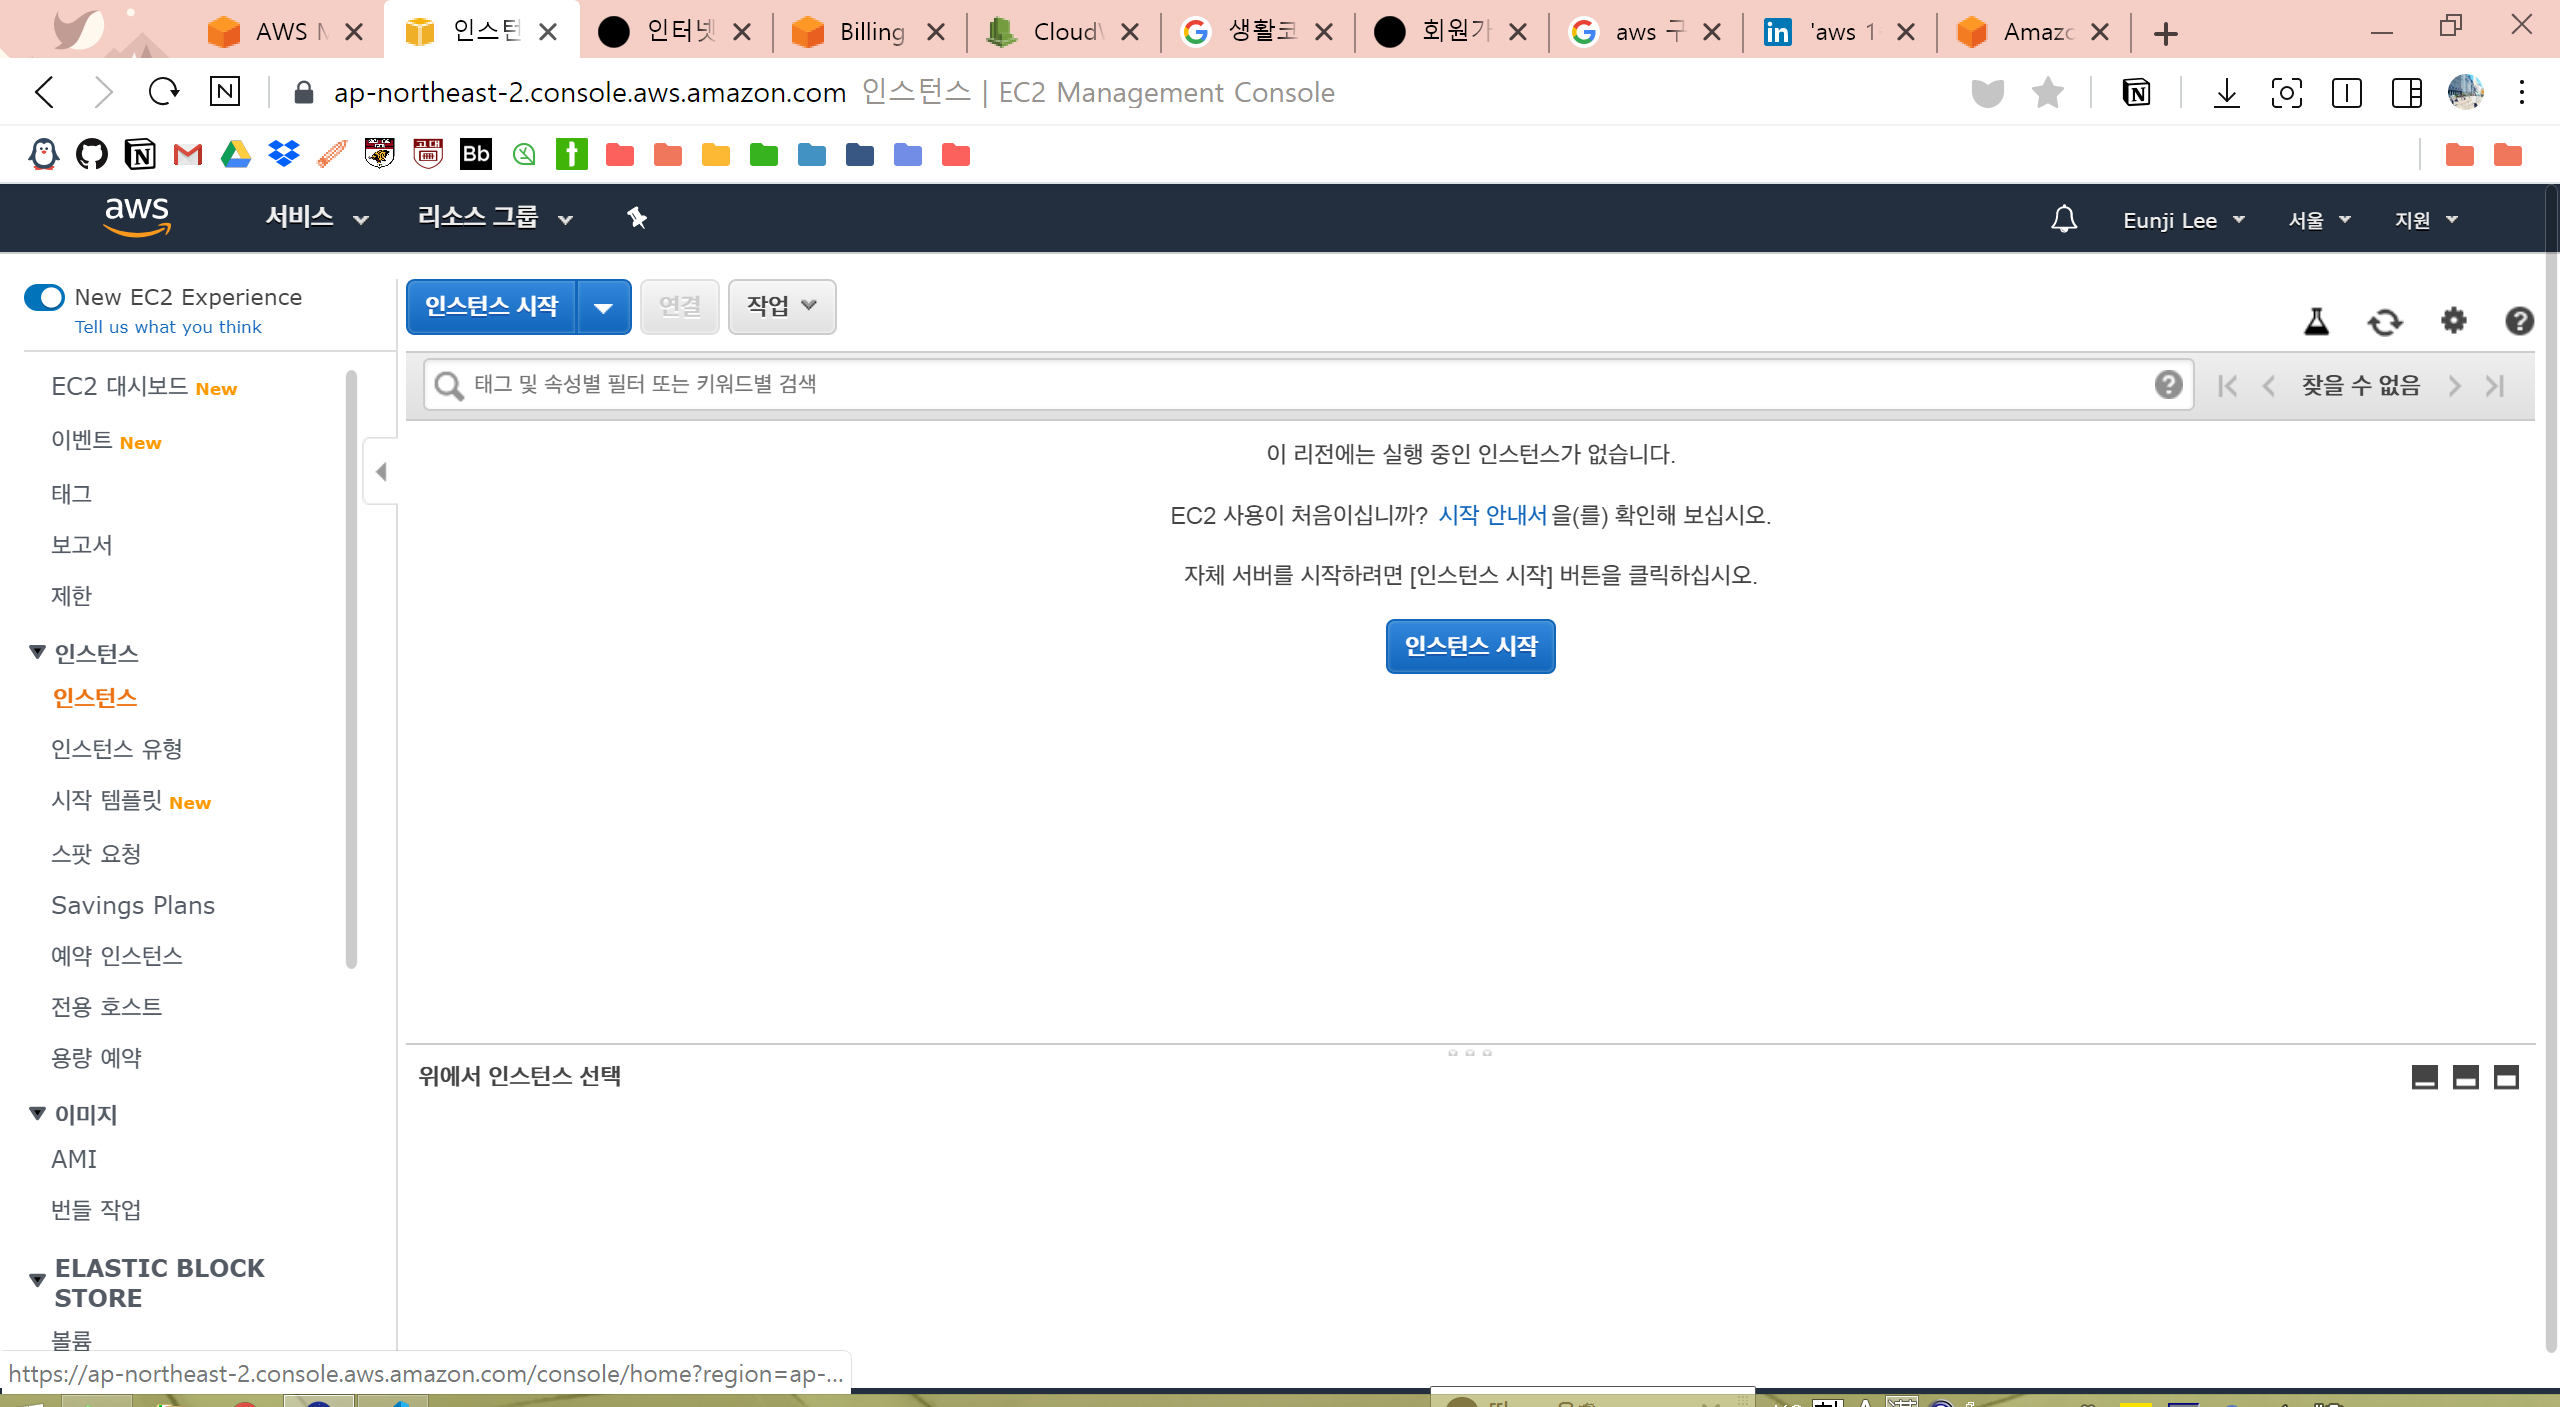 AWS M
인스턴
인터넷
Billing
Cloud
생활코
회원가
aws 구
'aws 1
Amazo
ap-northeast-2.console.aws.amazon.com 인스턴스 | EC2 Management Console
N
Bb
aws
서비스
리소스 그룹
Eunji Lee
서울
지원
New EC2 Experience
Tell us what you think
EC2 대시보드 New
이벤트 New
태그
보고서
제한
인스턴스
인스턴스
인스턴스 유형
시작 템플릿 New
스팟 요청
Savings Plans
예약 인스턴스
전용 호스트
용량 예약
이미지
AMI
번들 작업
ELASTIC BLOCK
STORE
볼륨
인스턴스 시작
연결
작업
태그 및 속성별 필터 또는 키워드별 검색
찾을 수 없음
이 리전에는 실행 중인 인스턴스가 없습니다.
EC2 사용이 처음이십니까? 시작 안내서을(를) 확인해 보십시오.
자체 서버를 시작하려면 [인스턴스 시작] 버튼을 클릭하십시오.
인스턴스 시작
위에서 인스턴스 선택
https://ap-northeast-2.console.aws.amazon.com/console/home?region=ap-...